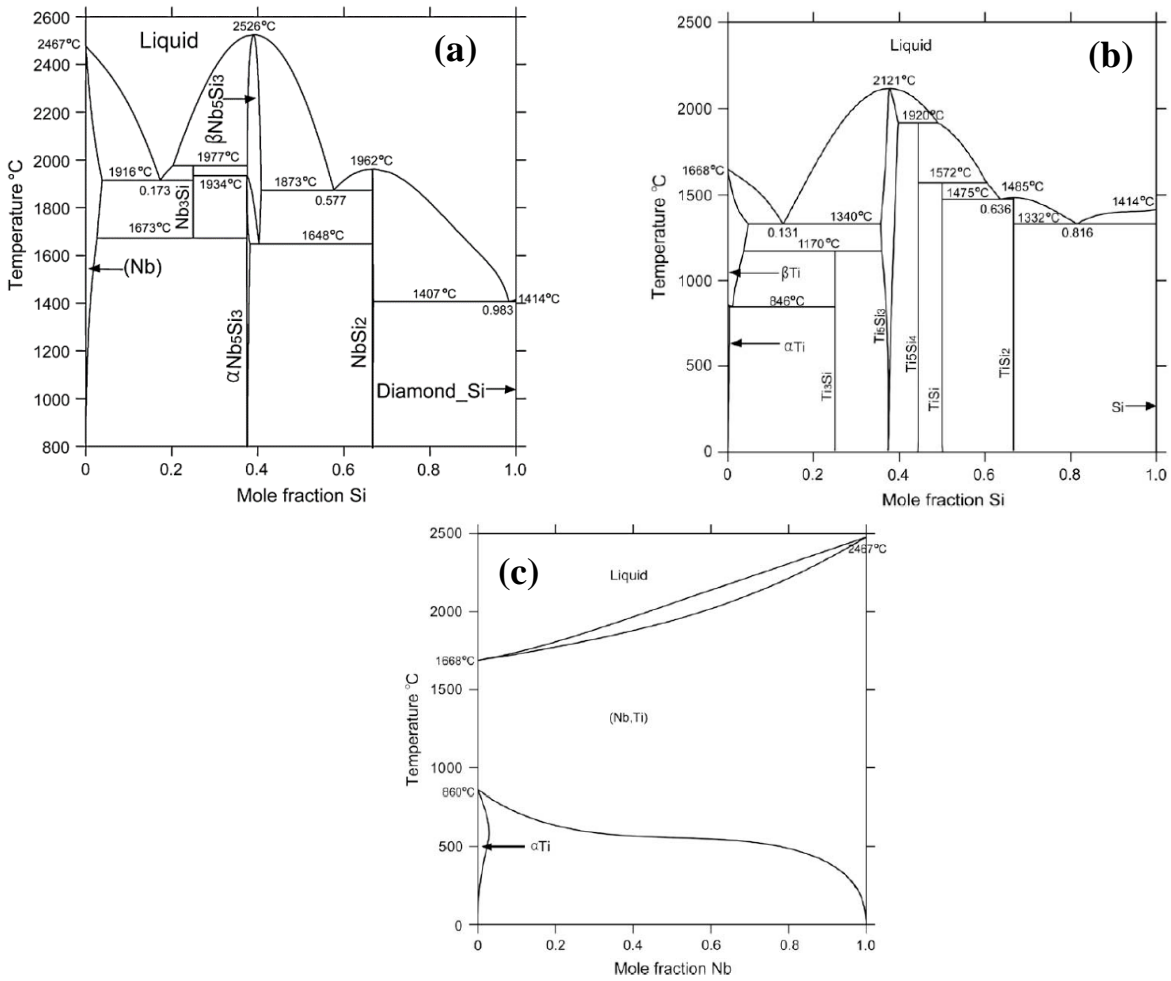 (a)
2600
2400
2200
2000
1800
1600
1400
1200
1000
800
Temperature °C
0
0.2
0.4
0.6
0.8
1.0
Mole fraction Si
2526°C
2467°C
Liquid
βNb5Si3
1977°C
1962°C
1916°C
1934°C
1873°C
0.173
0.577
Nb3Si
1673°C
1648°C
(Nb)
1407°C
1414°C
0.983
αNb5Si3
NbSi2
Diamond_Si
(b)
2500
2000
1500
1000
500
0
Temperature °C
0
0.2
0.4
0.6
0.8
1.0
Mole fraction Si
Liquid
2121°C
1920°C
1668°C
1572°C
1475°C
1485°C
1414°C
0.636
1340°C
1332°C
0.131
0.816
1170°C
βTi
846°C
αTi
Ti3Si
Ti5Si3
Ti5Si4
TiSi
TiSi2
Si
(c)
2500
2000
1500
1000
500
0
Temperature °C
0
0.2
0.4
0.6
0.8
1.0
Mole fraction Nb
Liquid
2467°C
1668°C
(Nb,Ti)
860°C
αTi